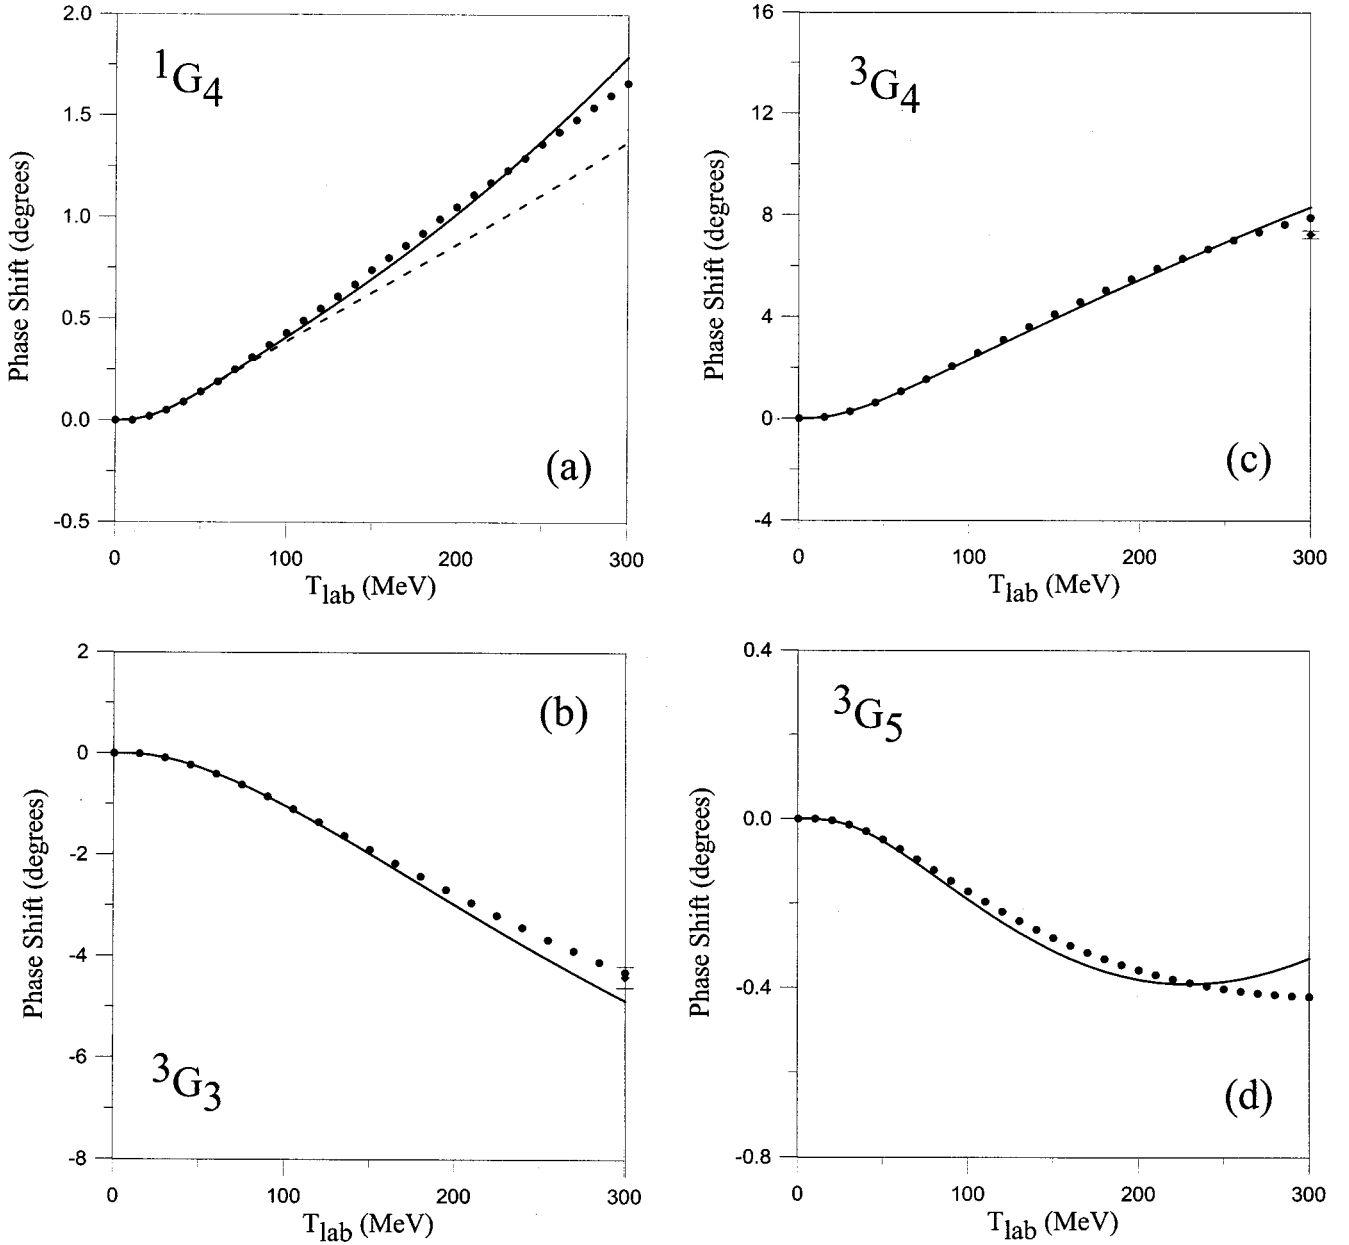 2.0
1.5
1.0
0.5
0.0
-0.5
Phase Shift (degrees)
1G4
(a)
0 100 200 300
Tlab (MeV)
16
12
8
4
0
-4
Phase Shift (degrees)
3G4
(c)
0 100 200 300
Tlab (MeV)
2
0
-2
-4
-6
-8
Phase Shift (degrees)
(b)
3G3
0 100 200 300
Tlab (MeV)
0.4
0.0
-0.4
-0.8
Phase Shift (degrees)
3G5
(d)
0 100 200 300
Tlab (MeV)